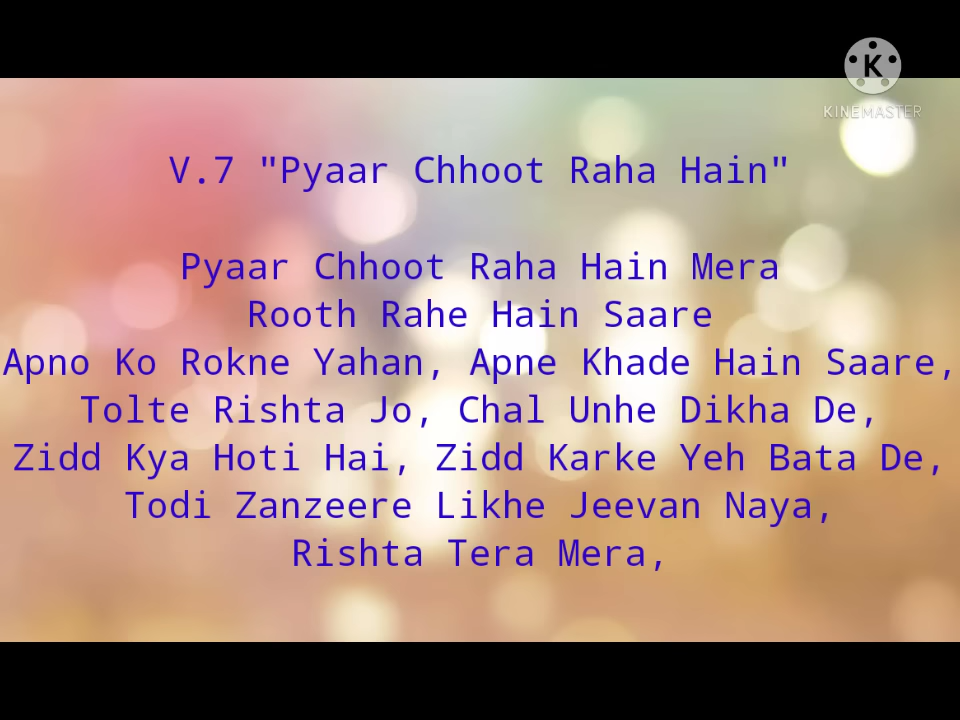 K
KINEMASTER
V.7 "Pyaar Chhoot Raha Hain"
Pyaar Chhoot Raha Hain Mera
Rooth Rahe Hain Saare
Apno Ko Rokne Yahan, Apne Khade Hain Saare,
Tolte Rishta Jo, Chal Unhe Dikha De,
Zidd Kya Hoti Hai, Zidd Karke Yeh Bata De,
Todi Zanzeere Likhe Jeevan Naya,
Rishta Tera Mera,